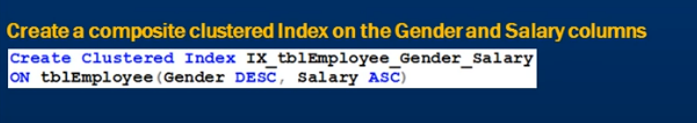 Create a composite clustered Index on the Gender and Salary columns
Create Clustered Index IX_tblEmployee_Gender_Salary
ON tblEmployee(Gender DESC, Salary ASC)